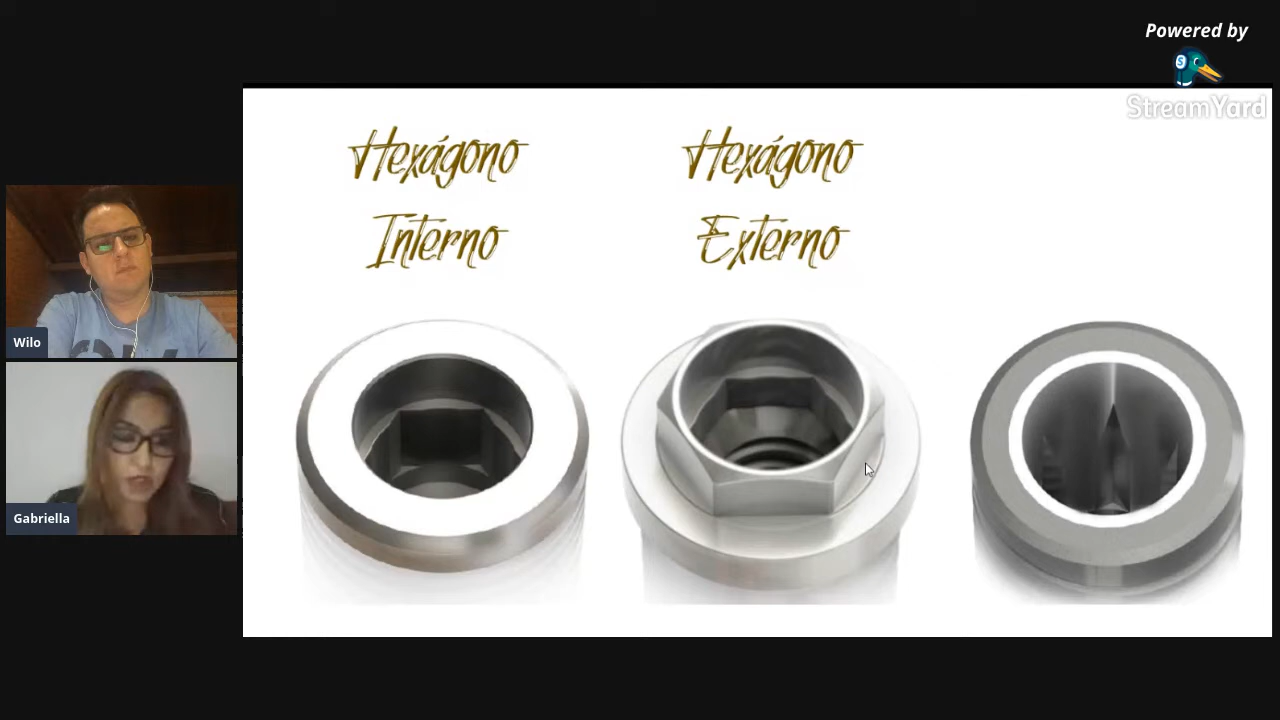 Powered by
StreamYard
Hexágono
Interno
Hexágono
Externo
Wilo
Gabriella